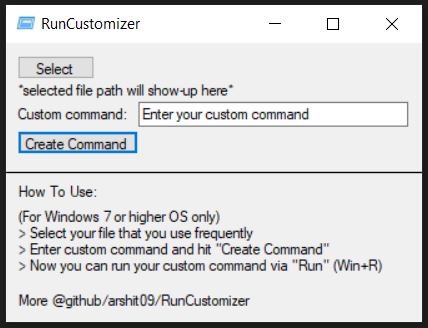 RunCustomizer
Select
*selected file path will show-up here*
Custom command: Enter your custom command
Create Command
How To Use:
(For Windows 7 or higher OS only)
> Select your file that you use frequently
> Enter custom command and hit "Create Command"
> Now you can run your custom command via "Run" (Win+R)
More @github/arshit09/RunCustomizer